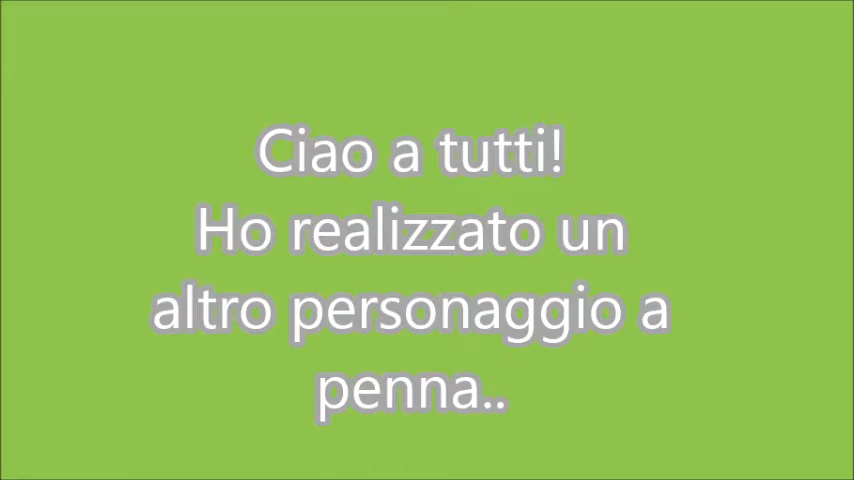 Ciao a tutti!
Ho realizzato un
altro personaggio a
penna..